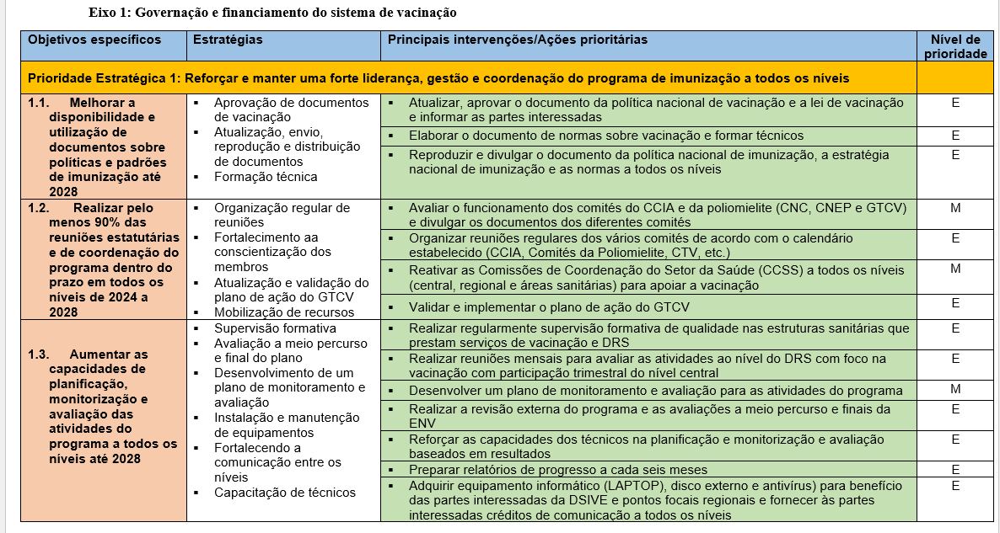 Eixo 1: Governação e financiamento do sistema de vacinação
Objetivos específicos
Estratégias
Principais intervenções/Ações prioritárias
Nível de
prioridade
Prioridade Estratégica 1: Reforçar e manter uma forte liderança, gestão e coordenação do programa de imunização a todos os níveis
1.1. Melhorar a
disponibilidade e
utilização de
documentos sobre
políticas e padrões
de imunização até
2028
▪ Aprovação de documentos
de vacinação
▪ Atualização, envio,
reprodução e distribuição
de documentos
▪ Formação técnica
▪ Atualizar, aprovar o documento da política nacional de vacinação e a lei de vacinação
e informar as partes interessadas
E
▪ Elaborar o documento de normas sobre vacinação e formar técnicos
E
▪ Reproduzir e divulgar o documento da política nacional de imunização, a estratégia
nacional de imunização e as normas a todos os níveis
E
1.2. Realizar pelo
menos 90% das
reuniões estatutárias
e de coordenação do
programa dentro do
prazo em todos os
níveis de 2024 a
2028
▪ Organização regular de
reuniões
▪ Fortalecimento aa
conscientização dos
membros
▪ Atualização e validação do
plano de ação do GTCV
▪ Mobilização de recursos
▪ Avaliar o funcionamento dos comités do CCIA e da poliomielite (CNC, CNEP e GTCV)
e divulgar os documentos dos diferentes comités
M
▪ Organizar reuniões regulares dos vários comités de acordo com o calendário
estabelecido (CCIA, Comités da Poliomielite, CTV, etc.)
E
▪ Reativar as Comissões de Coordenação do Setor da Saúde (CCSS) a todos os níveis
(central, regional e áreas sanitárias) para apoiar a vacinação
M
▪ Validar e implementar o plano de ação do GTCV
E
1.3. Aumentar as
capacidades de
planificação,
monitorização e
avaliação das
atividades do
programa a todos os
níveis até 2028
▪ Supervisão formativa
▪ Avaliação a meio percurso
e final do plano
▪ Desenvolvimento de um
plano de monitoramento e
avaliação
▪ Instalação e manutenção
de equipamentos
▪ Fortalecendo a
comunicação entre os
níveis
▪ Capacitação de técnicos
▪ Realizar regularmente supervisão formativa de qualidade nas estruturas sanitárias que
prestam serviços de vacinação e DRS
E
▪ Realizar reuniões mensais para avaliar as atividades ao nível do DRS com foco na
vacinação com participação trimestral do nível central
E
▪ Desenvolver um plano de monitoramento e avaliação para as atividades do programa
M
▪ Realizar a revisão externa do programa e as avaliações a meio percurso e finais da
ENV
E
▪ Reforçar as capacidades dos técnicos na planificação e monitorização e avaliação
baseados em resultados
E
▪ Preparar relatórios de progresso a cada seis meses
E
▪ Adquirir equipamento informático (LAPTOP), disco externo e antivírus) para benefício
das partes interessadas da DSIVE e pontos focais regionais e fornecer às partes
interessadas créditos de comunicação a todos os níveis
E